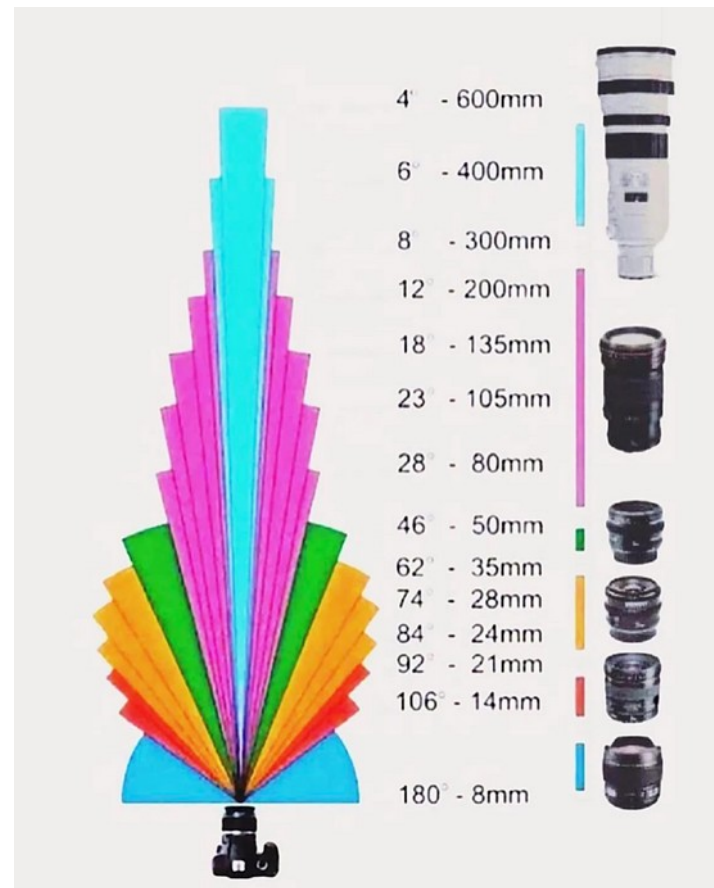 4° - 600mm
6° - 400mm
8° - 300mm
12° - 200mm
18° - 135mm
23° - 105mm
28° - 80mm
46° - 50mm
62° - 35mm
74° - 28mm
84° - 24mm
92° - 21mm
106° - 14mm
180° - 8mm